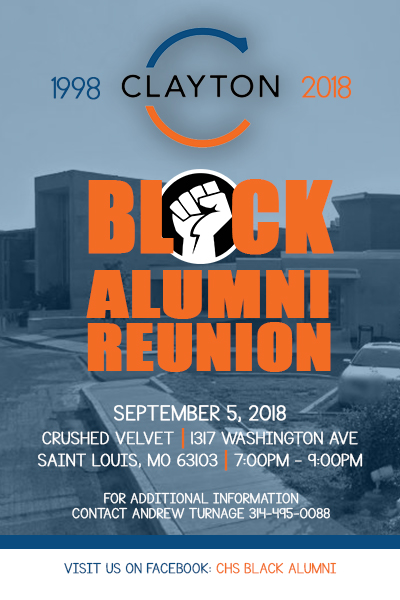 1998 CLAYTON 2018
BLACK
ALUMNI
REUNION
SEPTEMBER 5, 2018
CRUSHED VELVET | 1317 WASHINGTON AVE
SAINT LOUIS, MO 63103 | 7:00PM - 9:00PM
FOR ADDITIONAL INFORMATION
CONTACT ANDREW TURNAGE 314-495-0088
VISIT US ON FACEBOOK: CHS BLACK ALUMNI